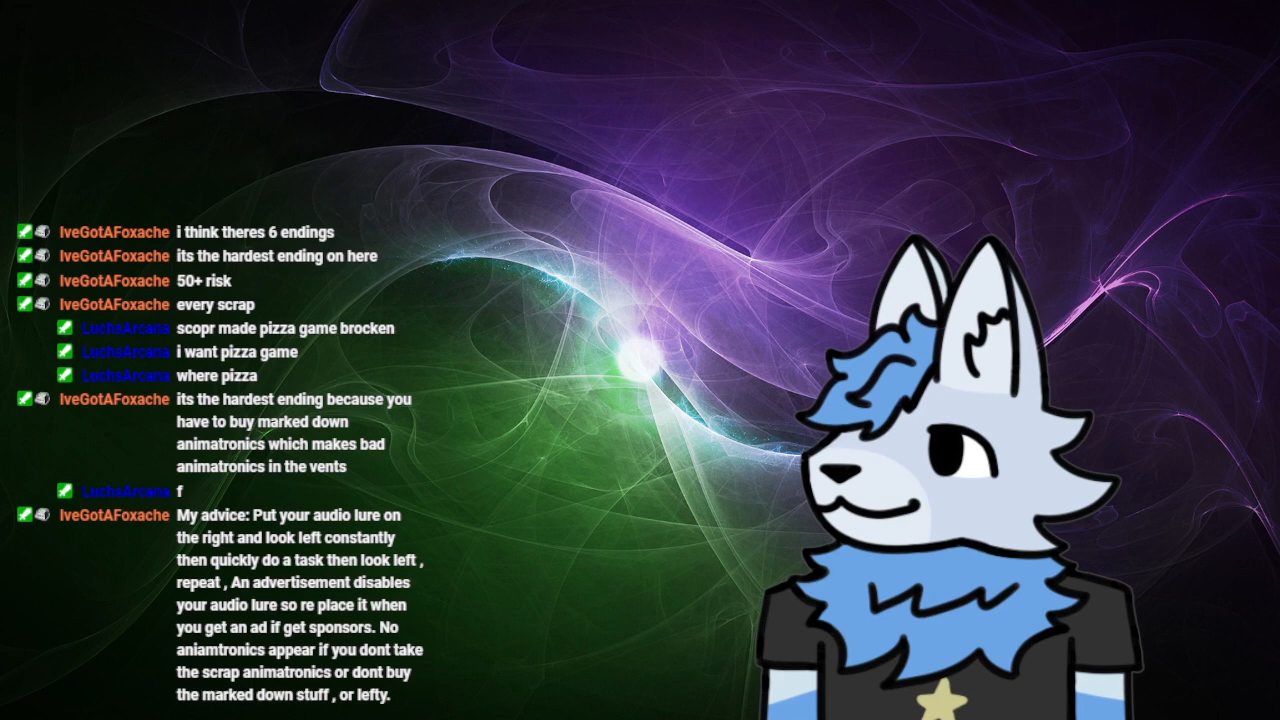 IveGotAFoxache i think theres 6 endings
IveGotAFoxache its the hardest ending on here
IveGotAFoxache 50+ risk
IveGotAFoxache every scrap
LuchsArcana scopr made pizza game brocken
LuchsArcana i want pizza game
LuchsArcana where pizza
IveGotAFoxache its the hardest ending because you
have to buy marked down
animatronics which makes bad
animatronics in the vents
LuchsArcana f
IveGotAFoxache My advice: Put your audio lure on
the right and look left constantly
then quickly do a task then look left ,
repeat , An advertisement disables
your audio lure so re place it when
you get an ad if get sponsors. No
aniamtronics appear if you dont take
the scrap animatronics or dont buy
the marked down stuff , or lefty.